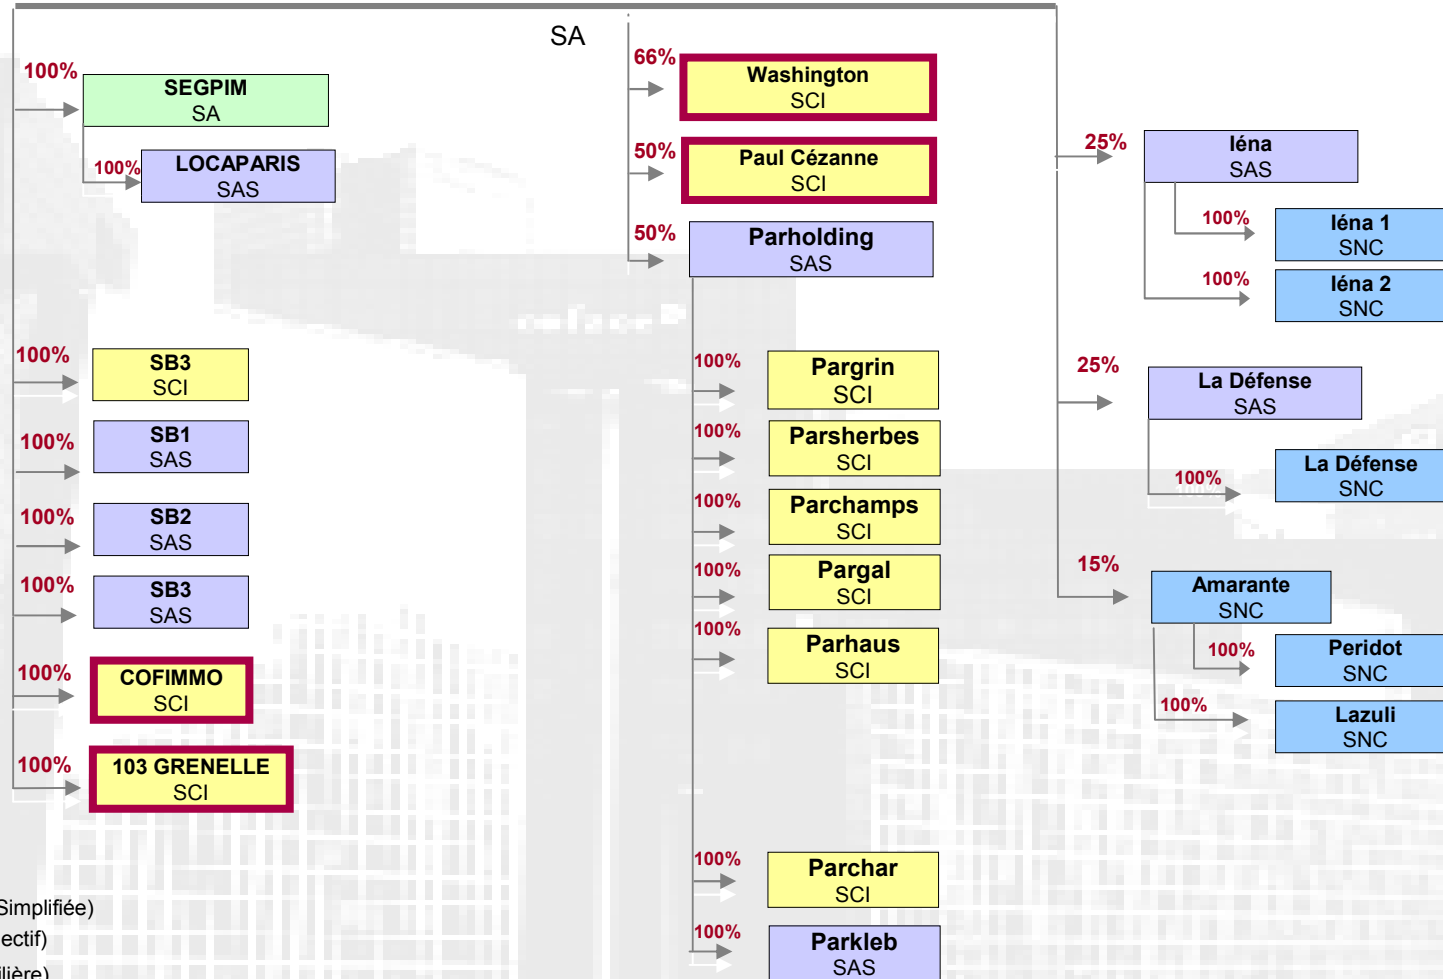 SA
100%
SEGPIM
SA
100%
LOCAPARIS
SAS
100%
SB3
SCI
100%
SB1
SAS
100%
SB2
SAS
100%
SB3
SAS
100%
COFIMMO
SCI
100%
103 GRENELLE
SCI
66%
Washington
SCI
50%
Paul Cézanne
SCI
50%
Parholding
SAS
100%
Pargrin
SCI
100%
Parsherbes
SCI
100%
Parchamps
SCI
100%
Pargal
SCI
100%
Parhaus
SCI
100%
Parchar
SCI
100%
Parkleb
SAS
25%
Iéna
SAS
100%
Iéna 1
SNC
100%
Iéna 2
SNC
25%
La Défense
SAS
100%
La Défense
SNC
15%
Amarante
SNC
100%
Peridot
SNC
100%
Lazuli
SNC
Simplifiée)
ectif)
ilière)